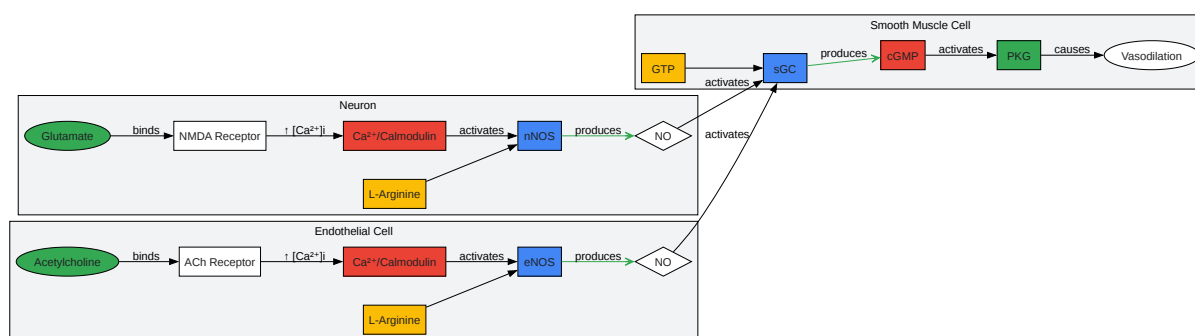 Smooth Muscle Cell
GTP
sGC
produces
cGMP
activates
PKG
causes
Vasodilation
activates
activates
Neuron
Glutamate
binds
NMDA Receptor
↑ [Ca²⁺]i
Ca²⁺/Calmodulin
activates
nNOS
produces
NO
L-Arginine
Endothelial Cell
Acetylcholine
binds
ACh Receptor
↑ [Ca²⁺]i
Ca²⁺/Calmodulin
activates
eNOS
produces
NO
L-Arginine